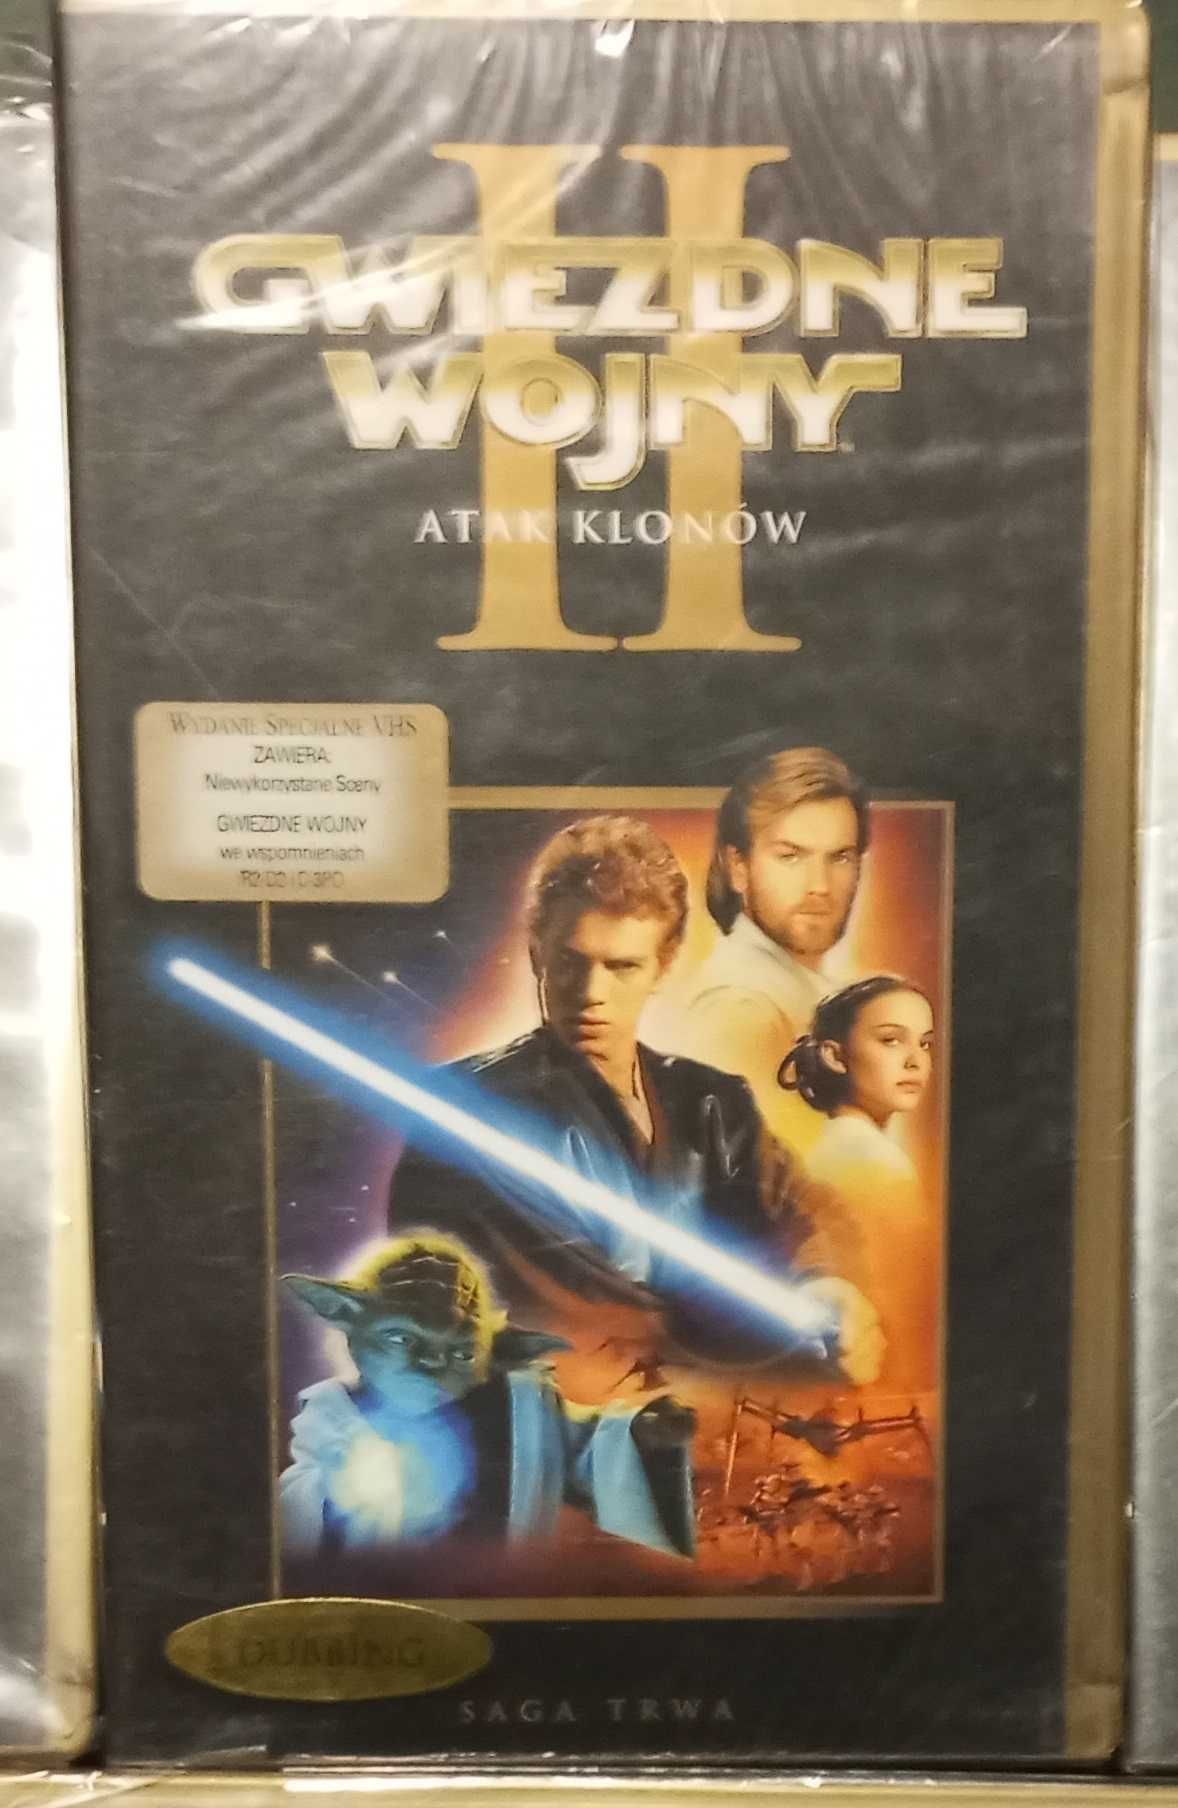 II
GWIEZDNE
WOJNY
ATAK KLONÓW
WYDANIE SPECJALNE VHS
ZAWIERA:
Niewykorzystane Sceny
GWIEZDNE WOJNY
we wspomnieniach
R2-D2 i C-3PO
DUBBING
SAGA TRWA